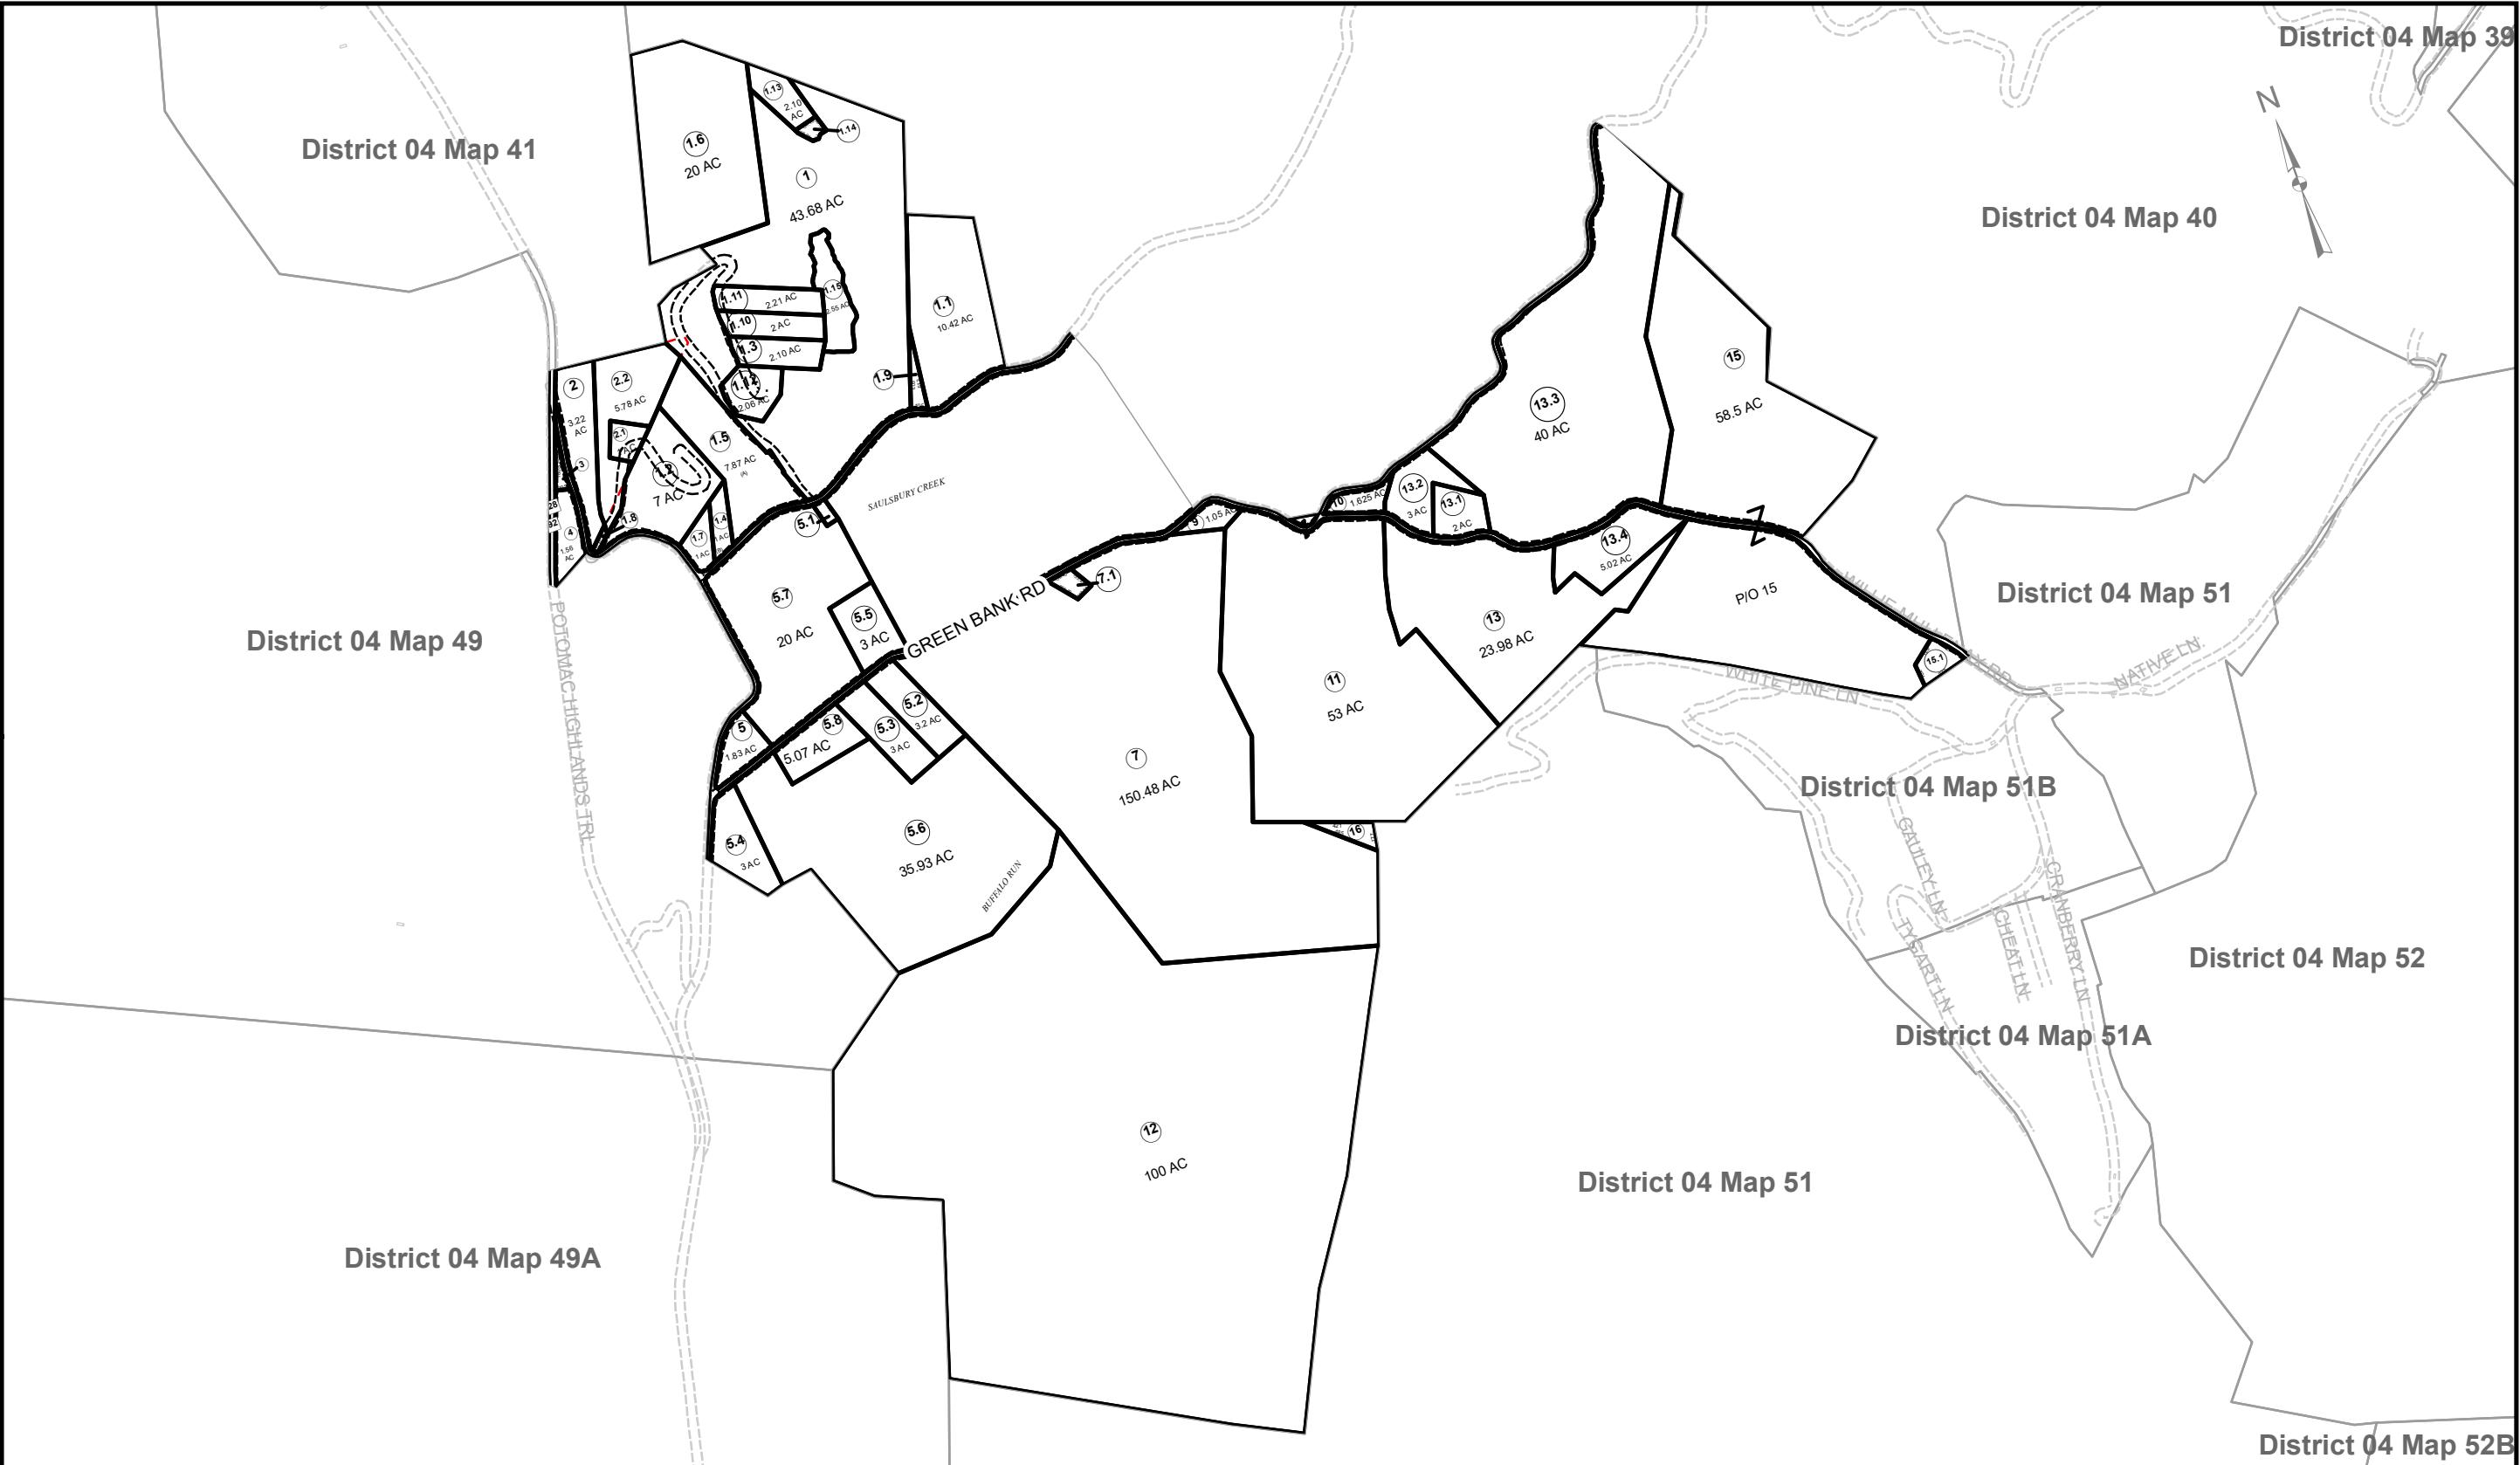 District 04 Map 39
N
District 04 Map 41
District 04 Map 40
1.13
2.10
AC
1.14
1.6
20 AC
1
43.68 AC
1.11
2.21 AC
1.15
1.10
2 AC
1.3
2.10 AC
1.12
2.06 AC
1.1
10.42 AC
1.9
2
3.22
AC
2.2
5.78 AC
2.1
3
1.2
7 AC
1.5
7.87 AC
(A)
1.8
1.4
1.7
1 AC
4
1.56
AC
5.1
SAULSBURY CREEK
15
58.5 AC
13.3
40 AC
13.2
3 AC
13.1
2 AC
10
1.625 AC
9
1.05 AC
13.4
5.02 AC
P/O 15
7.1
GREEN BANK RD
5.7
20 AC
5.5
3 AC
District 04 Map 49
District 04 Map 51
POTOMAC HIGHLANDS TRL
NATIVE LN
WHITE PINE LN
15.1
13
23.98 AC
11
53 AC
5.2
3.2 AC
5.3
3 AC
5.8
5.07 AC
5
1.83 AC
7
150.48 AC
16
5.4
3 AC
5.6
35.93 AC
BUFFALO RUN
District 04 Map 51B
GAULEY LN
CRANBERRY LN
CHEAT LN
TYGART LN
District 04 Map 52
District 04 Map 51A
12
100 AC
District 04 Map 51
District 04 Map 49A
District 04 Map 52B